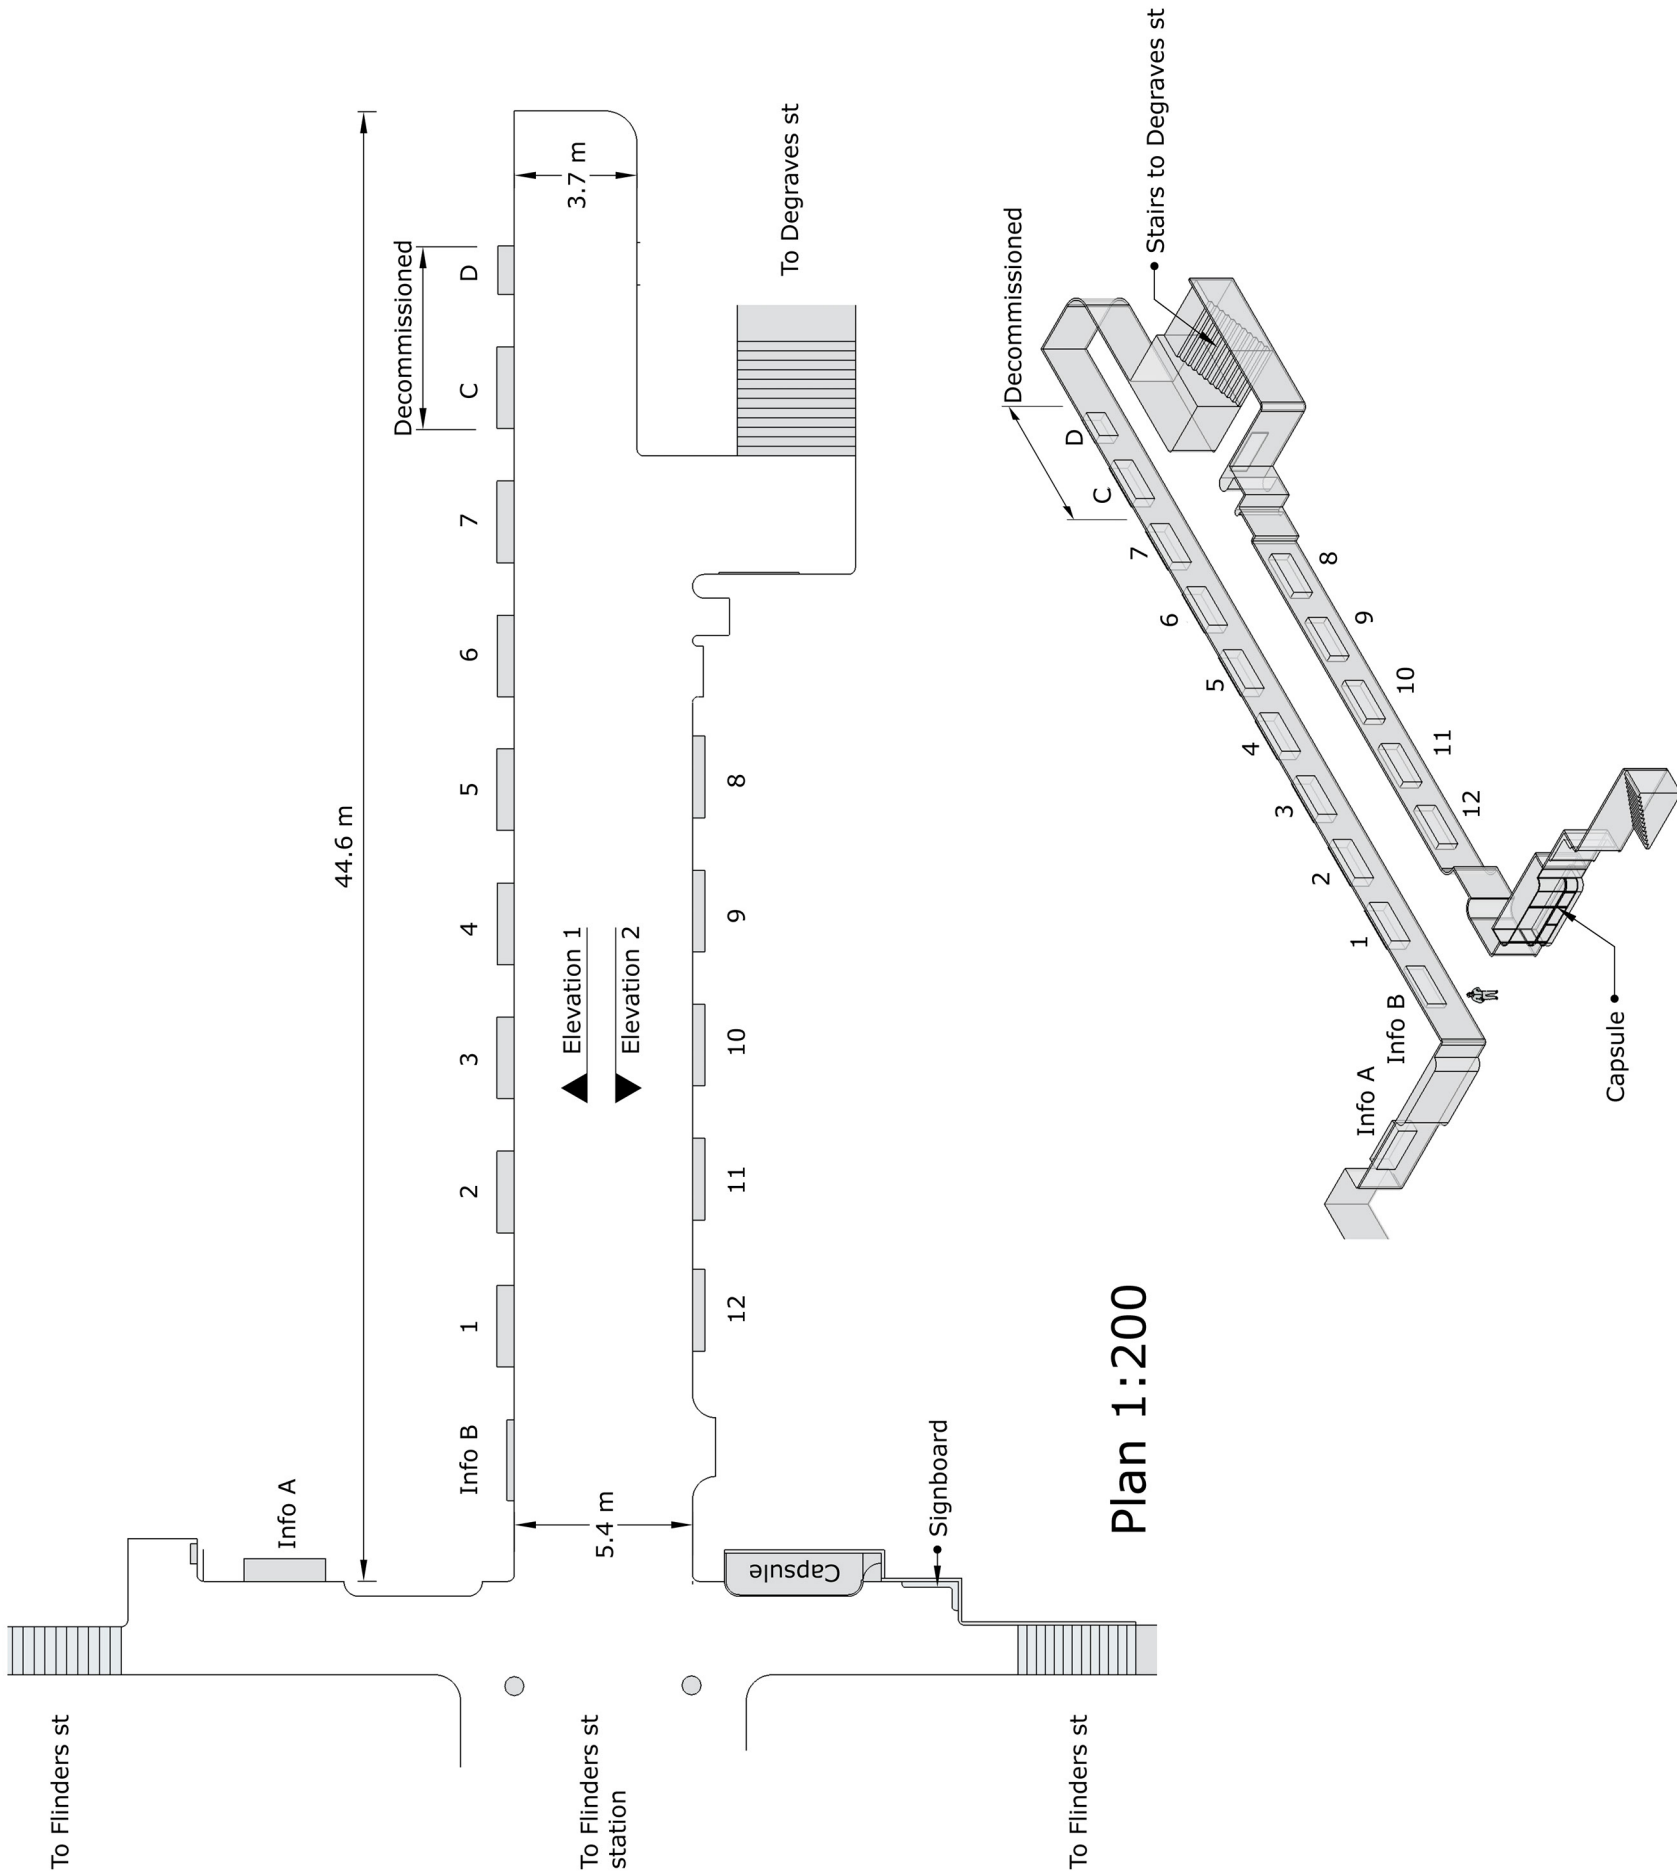 44.6 m
Decommissioned
Info B
1
2
3
4
5
6
7
C
D
3.7 m
Info A
5.4 m
Elevation 1
Elevation 2
12
11
10
9
8
To Degraves st
Capsule
Signboard
To Flinders st
To Flinders st
station
To Flinders st
Plan 1:200
Decommissioned
Stairs to Degraves st
Info A
Info B
1
2
3
4
5
6
7
C
D
12
11
10
9
8
Capsule